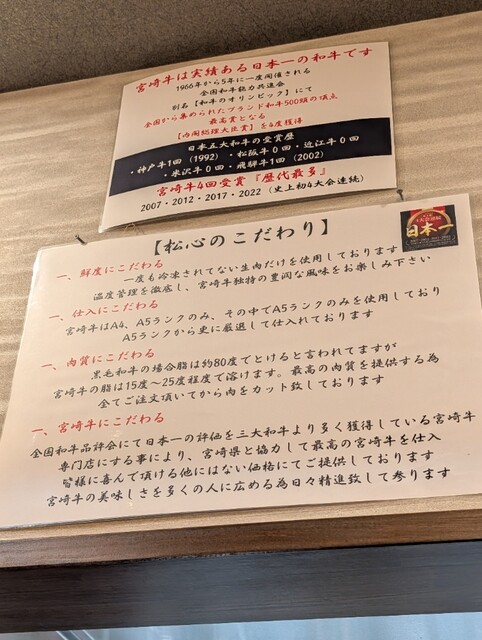 宮崎牛は実績ある日本一の和牛です
1966年から5年に一度開催される
全国和牛能力共進会
別名【和牛のオリンピック】にて
全国から集められたブランド和牛500頭の頂点
最高賞となる
【内閣総理大臣賞】を4度獲得
日本五大和牛の受賞歴
・神戸牛1回(1992)・松阪牛0回・近江牛0回
・米沢牛0回・飛騨牛1回(2002)
宮崎牛4回受賞『歴代最多』
2007・2012・2017・2022(史上初4大会連続)
【松心のこだわり】
日本一
一、鮮度にこだわる
一度も冷凍されてない生肉だけを使用しております
温度管理を徹底し、宮崎牛独特の豊潤な風味をお楽しみ下さい
一、仕入にこだわる
宮崎牛はA4、A5ランクのみ、その中でA5ランクのみを使用しており
A5ランクから更に厳選して仕入れております
一、肉質にこだわる
黒毛和牛の場合脂は約80度でとけると言われてますが
宮崎牛の脂は15度～25度程度で溶けます。最高の肉質を提供する為
全てご注文頂いてから肉をカット致しております
一、宮崎牛にこだわる
全国和牛品評会にて日本一の評価を三大和牛より多く獲得している宮崎牛
専門店にする事により、宮崎県と協力して最高の宮崎牛を仕入
皆様に喜んで頂ける他にはない価格にてご提供しております
宮崎牛の美味しさを多くの人に広める為日々精進致して参ります